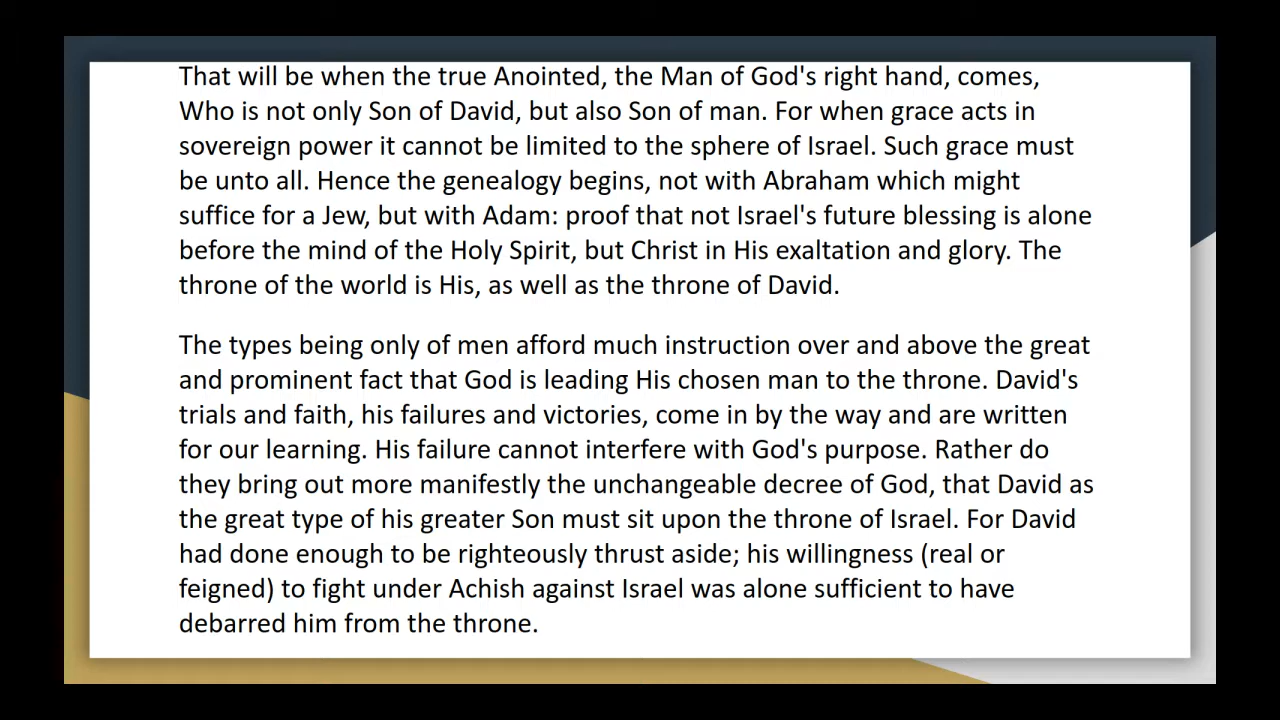 That will be when the true Anointed, the Man of God's right hand, comes,
Who is not only Son of David, but also Son of man. For when grace acts in
sovereign power it cannot be limited to the sphere of Israel. Such grace must
be unto all. Hence the genealogy begins, not with Abraham which might
suffice for a Jew, but with Adam: proof that not Israel's future blessing is alone
before the mind of the Holy Spirit, but Christ in His exaltation and glory. The
throne of the world is His, as well as the throne of David.
The types being only of men afford much instruction over and above the great
and prominent fact that God is leading His chosen man to the throne. David's
trials and faith, his failures and victories, come in by the way and are written
for our learning. His failure cannot interfere with God's purpose. Rather do
they bring out more manifestly the unchangeable decree of God, that David as
the great type of his greater Son must sit upon the throne of Israel. For David
had done enough to be righteously thrust aside; his willingness (real or
feigned) to fight under Achish against Israel was alone sufficient to have
debarred him from the throne.